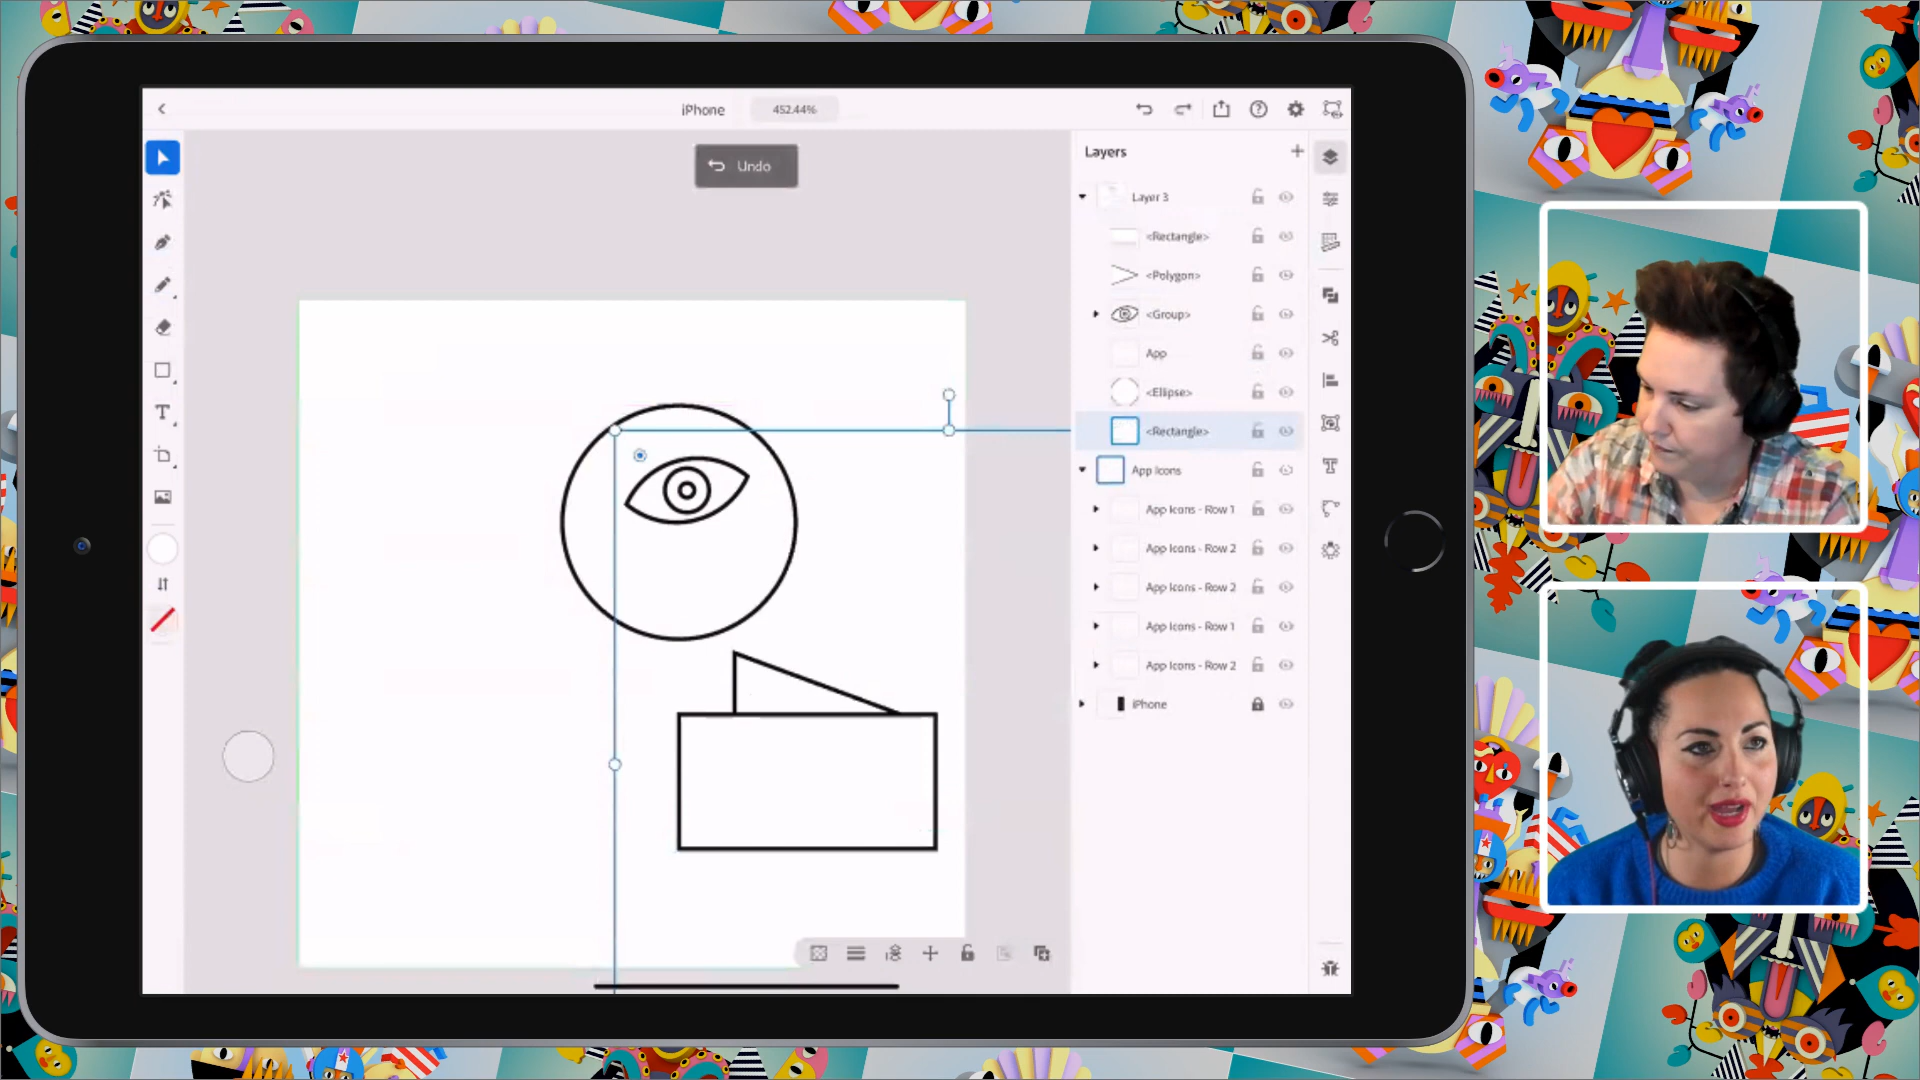 iPhone
452.44%
Undo
Layers
Layer 3
<Rectangle>
<Polygon>
<Group>
App
<Ellipse>
<Rectangle>
App Icons
App Icons - Row 1
App Icons - Row 2
App Icons - Row 2
App Icons - Row 1
App Icons - Row 2
iPhone